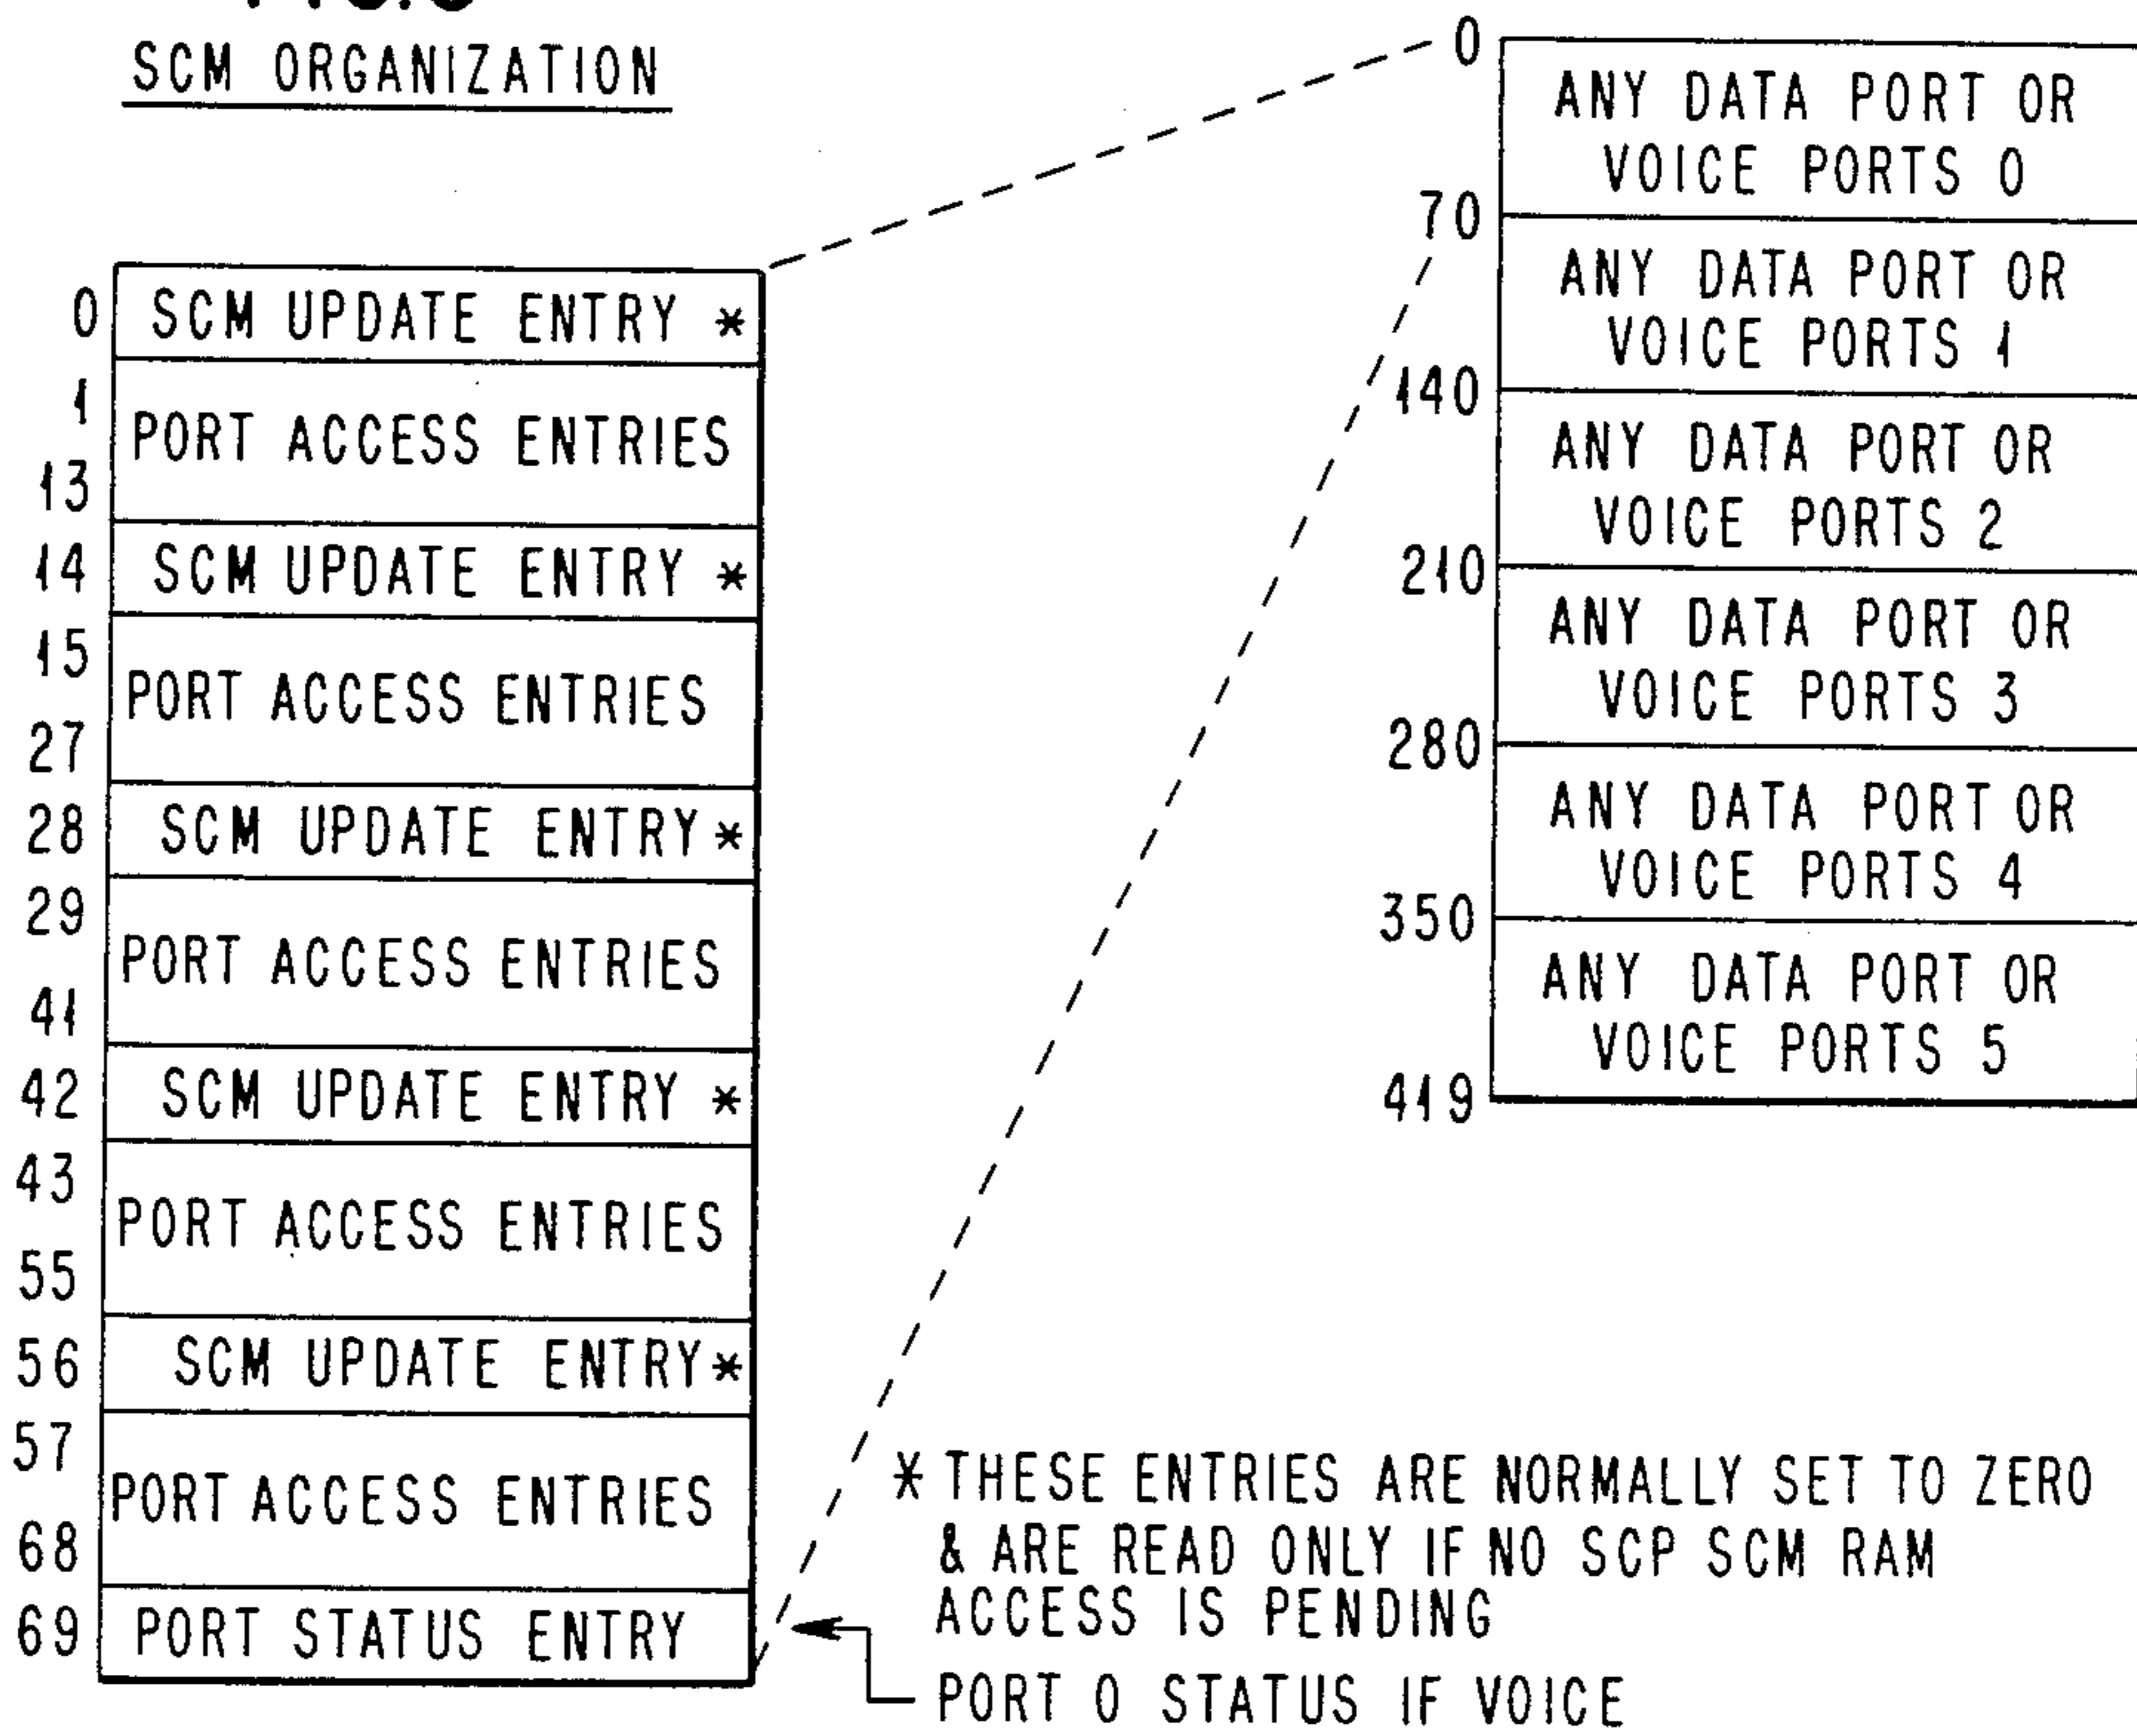 SCM ORGANIZATION
0 SCM UPDATE ENTRY *
1
PORT ACCESS ENTRIES
13
14 SCM UPDATE ENTRY *
15
PORT ACCESS ENTRIES
27
28 SCM UPDATE ENTRY *
29
PORT ACCESS ENTRIES
41
42 SCM UPDATE ENTRY *
43
PORT ACCESS ENTRIES
55
56 SCM UPDATE ENTRY *
57
PORT ACCESS ENTRIES
68
69 PORT STATUS ENTRY
0
ANY DATA PORT OR
VOICE PORTS 0
70
ANY DATA PORT OR
VOICE PORTS 1
140
ANY DATA PORT OR
VOICE PORTS 2
210
ANY DATA PORT OR
VOICE PORTS 3
280
ANY DATA PORT OR
VOICE PORTS 4
350
ANY DATA PORT OR
VOICE PORTS 5
419
* THESE ENTRIES ARE NORMALLY SET TO ZERO
& ARE READ ONLY IF NO SCP SCM RAM
ACCESS IS PENDING
PORT 0 STATUS IF VOICE